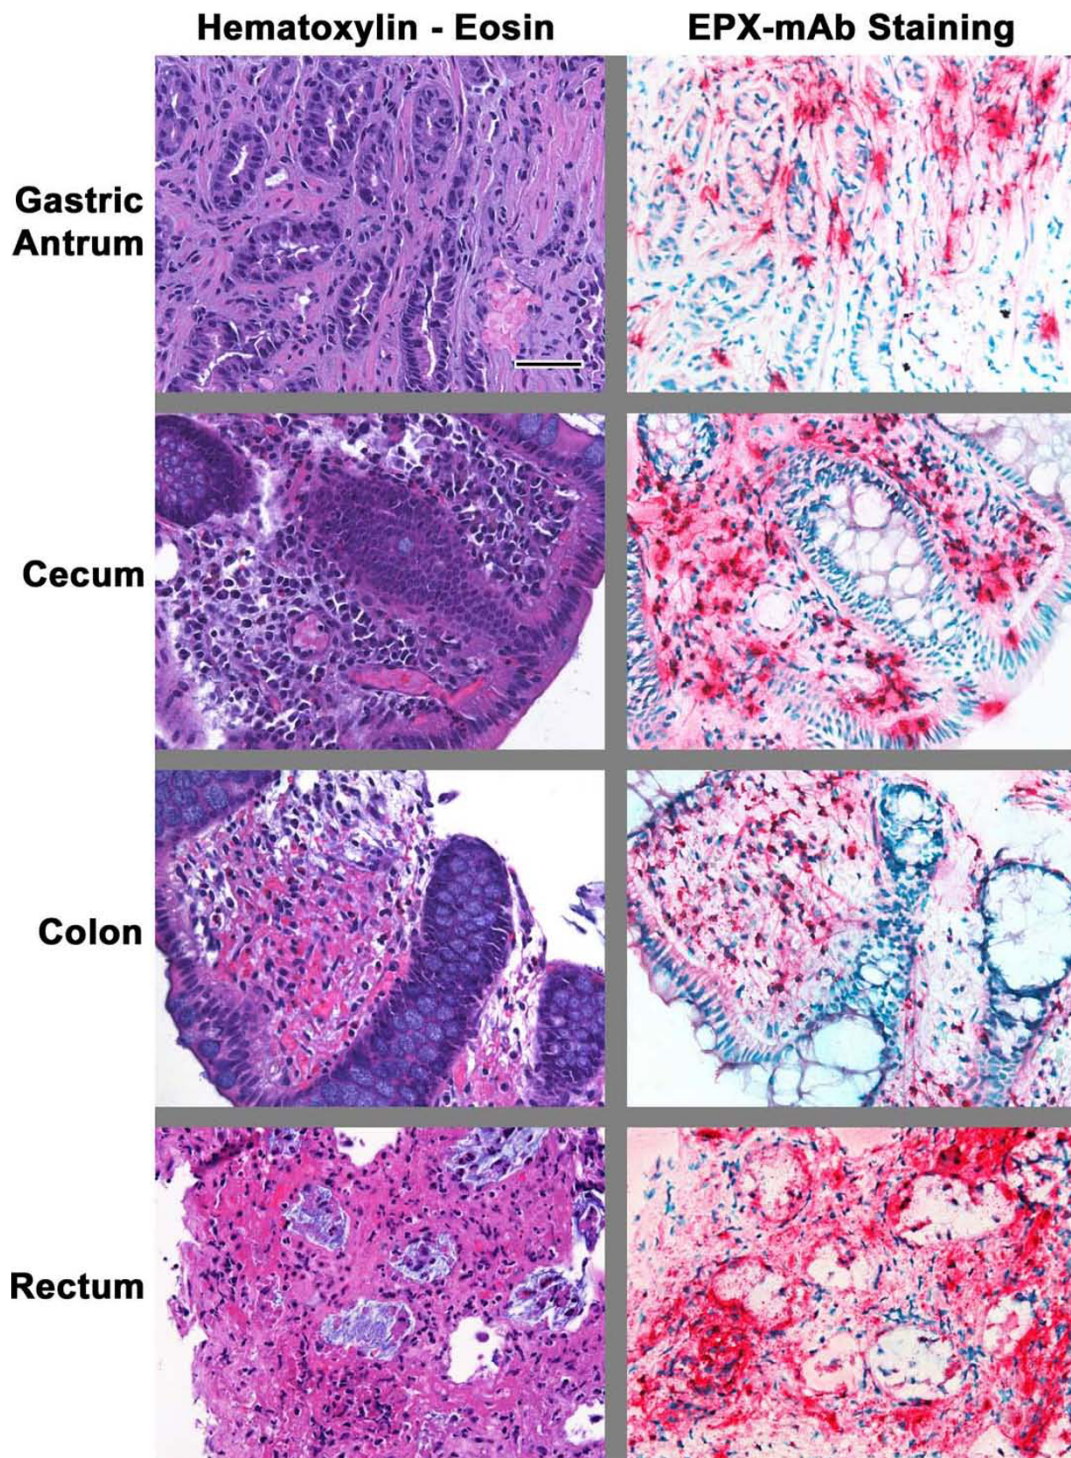 Hematoxylin - Eosin
EPX-mAb Staining
Gastric
Antrum
Cecum
Colon
Rectum